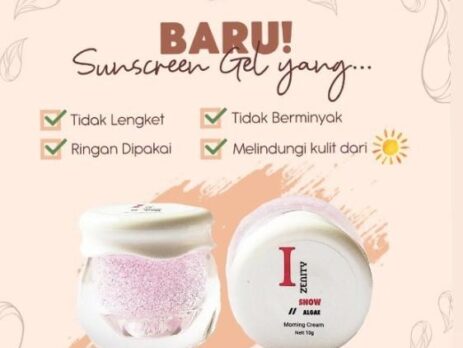 BARU!
Sunscreen Gel yang...
Tidak Lengket
Tidak Berminyak
Ringan Dipakai
Melindungi kulit dari
I
ZENITY
SNOW
// ALGAE
Morning Cream
Nett 10g